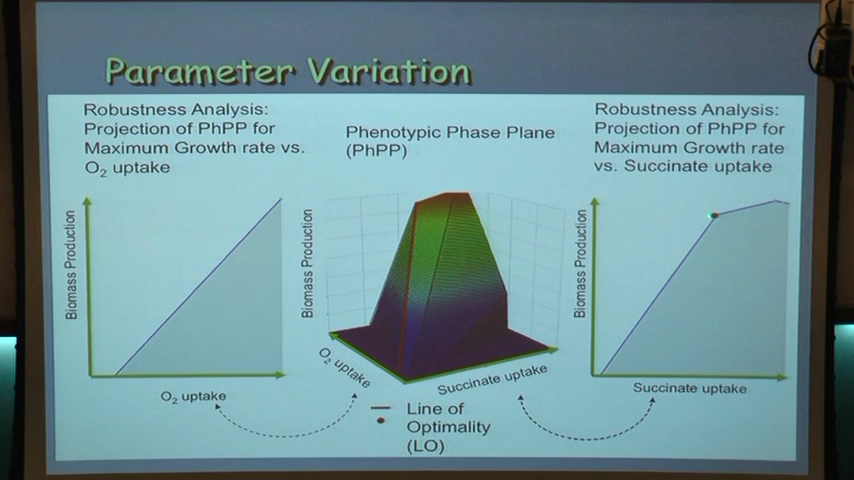 Parameter Variation
Robustness Analysis:
Projection of PhPP for
Maximum Growth rate vs.
O2 uptake
Phenotypic Phase Plane
(PhPP)
Robustness Analysis:
Projection of PhPP for
Maximum Growth rate
vs. Succinate uptake
Biomass Production
O2 uptake
Biomass Production
O2 uptake
Succinate uptake
Line of
Optimality
(LO)
Biomass Production
Succinate uptake